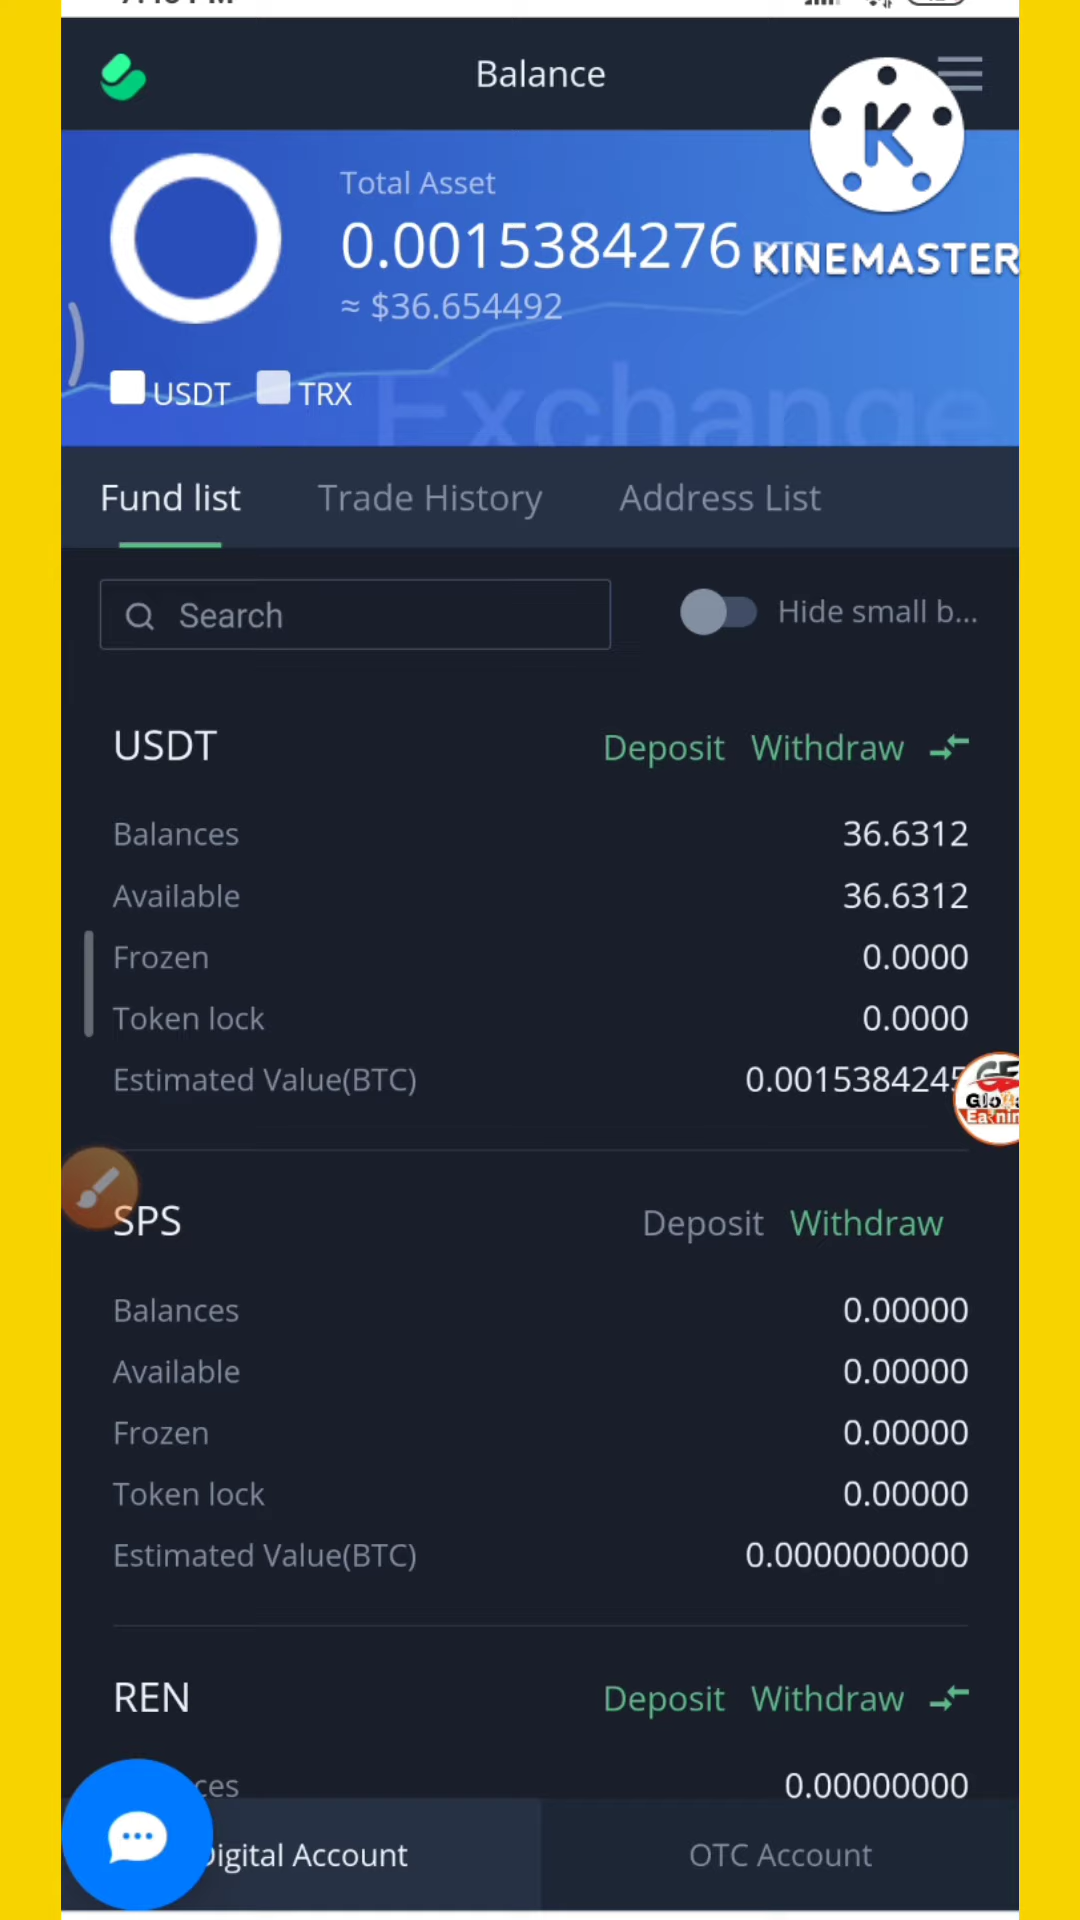 Balance
Total Asset
0.0015384276
KINEMASTER
≈ $36.654492
USDT TRX
Exchange
Fund list Trade History Address List
Search Hide small b...
USDT Deposit Withdraw
Balances 36.6312
Available 36.6312
Frozen 0.0000
Token lock 0.0000
Estimated Value(BTC) 0.0015384245
SPS Deposit Withdraw
Balances 0.00000
Available 0.00000
Frozen 0.00000
Token lock 0.00000
Estimated Value(BTC) 0.0000000000
REN Deposit Withdraw
0.00000000
Digital Account OTC Account